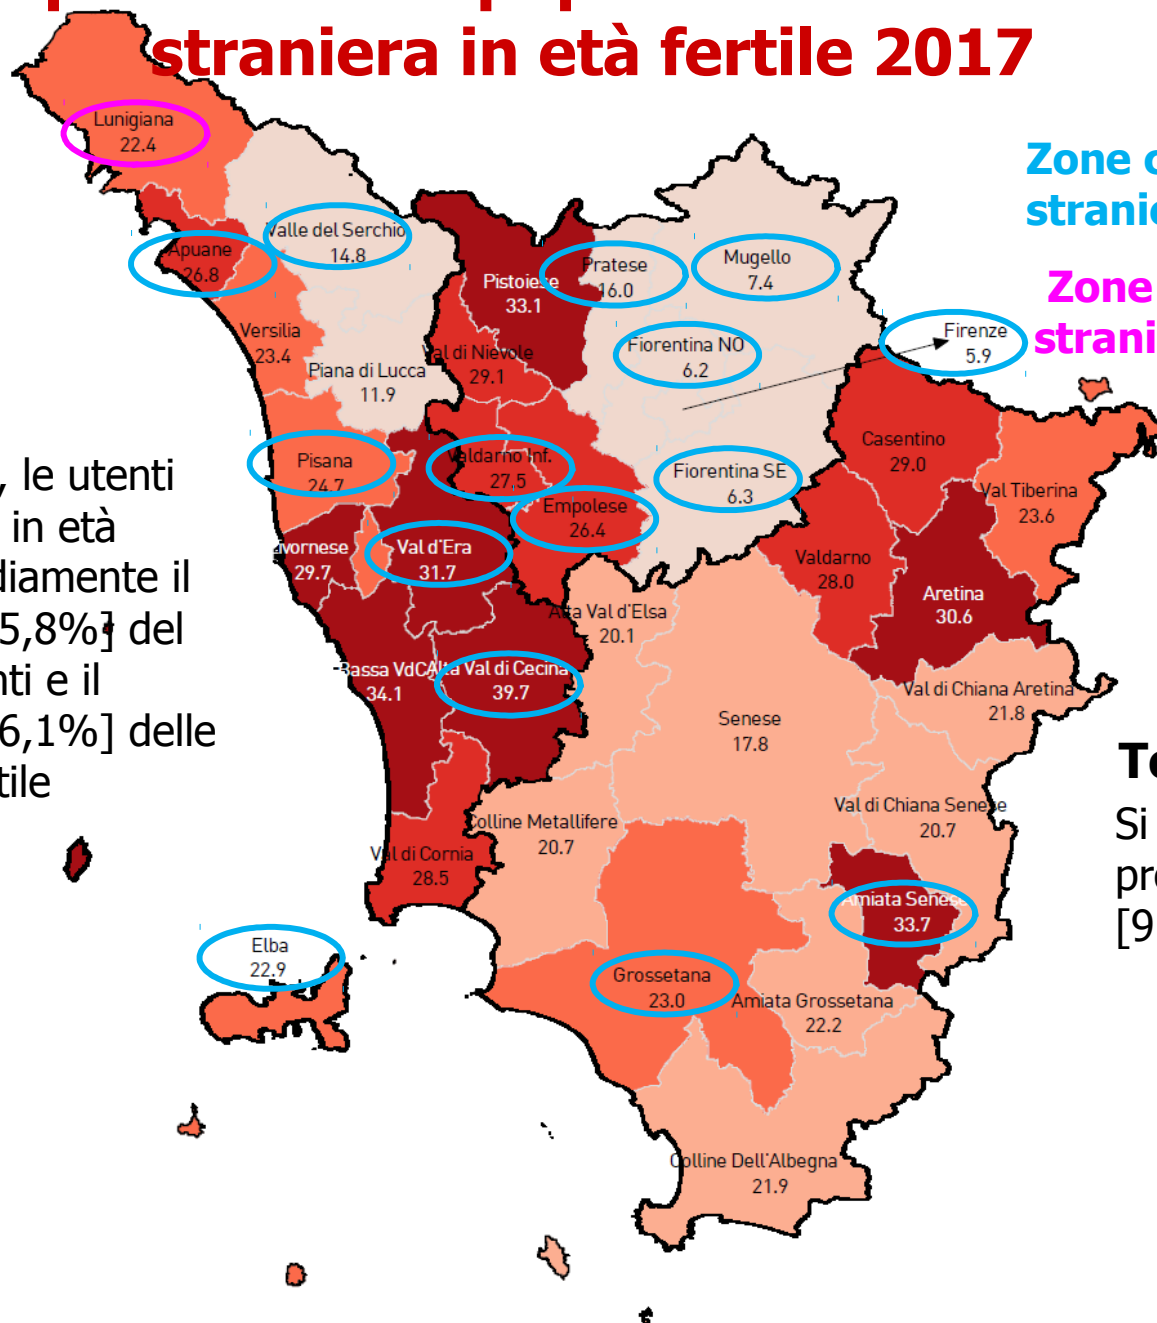 straniera in età fertile 2017
Lunigiana
22.4
Zone
stranie
Valle del Serchio
14.8
Apuane
26.8
Pratese
16.0
Mugello
7.4
Pistoiese
33.1
Zone
strani
Versilia
23.4
Firenze
5.9
Fiorentina NO
6.2
Val di Nievole
29.1
Piana di Lucca
11.9
Casentino
29.0
Pisana
24.7
Valdarno Inf.
27.5
Fiorentina SE
6.3
, le utenti
in età
diamente il
5,8%] del
nti e il
6,1%] delle
tile
Val Tiberina
23.6
Empolese
26.4
Livornese
29.7
Val d'Era
31.7
Valdarno
28.0
Aretina
30.6
Alta Val d'Elsa
20.1
Bassa VdC
34.1
Alta Val di Cecina
39.7
Val di Chiana Aretina
21.8
Senese
17.8
Val di Chiana Senese
20.7
Colline Metallifere
20.7
Val di Cornia
28.5
Si
[9
Amiata Senese
33.7
Elba
22.9
Grossetana
23.0
Amiata Grossetana
22.2
Colline Dell'Albegna
21.9